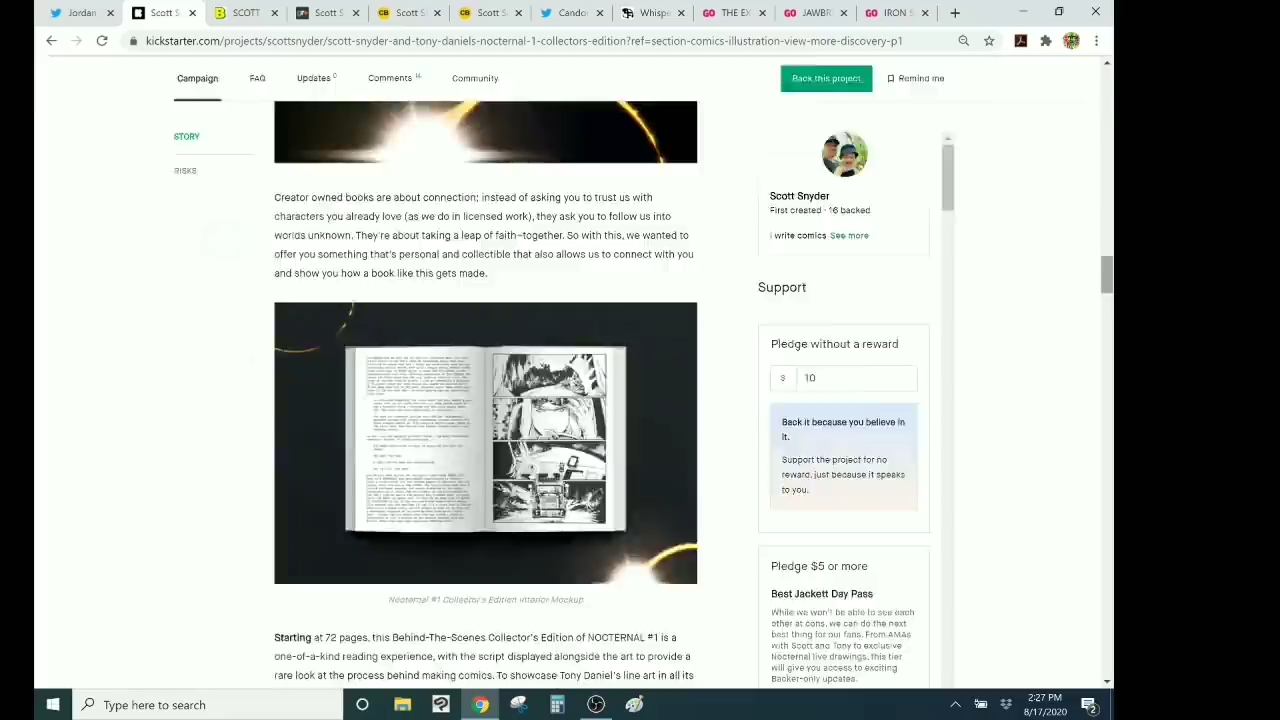 Jordan
Scott S
SCOTT
Scott S
Scott S
Scott S
Whispe
THE EX
JAWBR
IRON S
kickstarter.com/projects/scottsnyder/scott-snyder-and-tony-daniels-nocternal-1-collectors-edition?ref=section-comics-illustration-view-more-discovery-p1
Campaign
FAQ
Updates 0
Comments 14
Community
Back this project
Remind me
STORY
RISKS
Creator owned books are about connection; instead of asking you to trust us with
characters you already love (as we do in licensed work), they ask you to follow us into
worlds unknown. They're about taking a leap of faith–together. So with this, we wanted to
offer you something that's personal and collectible that also allows us to connect with you
and show you how a book like this gets made.
Nocternal #1 Collector's Edition Interior Mockup
Starting at 72 pages, this Behind-The-Scenes Collector's Edition of NOCTERNAL #1 is a
one-of-a-kind reading experience, with the script displayed alongside the art to provide a
rare look at the process behind making comics. To showcase Tony Daniel's line art in all its
Scott Snyder
First created · 16 backed
i write comics See more
Support
Pledge without a reward
$
Back it because you believe in
it.
Support the project for no
reward, just because it speaks
to you.
Pledge $5 or more
Best Jackett Day Pass
While we won't be able to see each
other at cons, we can do the next
best thing for our fans. From AMAs
with Scott and Tony to exclusive
Nocternal live drawings, this tier
will give you access to exciting
Backer-only updates.
Type here to search
2:27 PM
8/17/2020
2